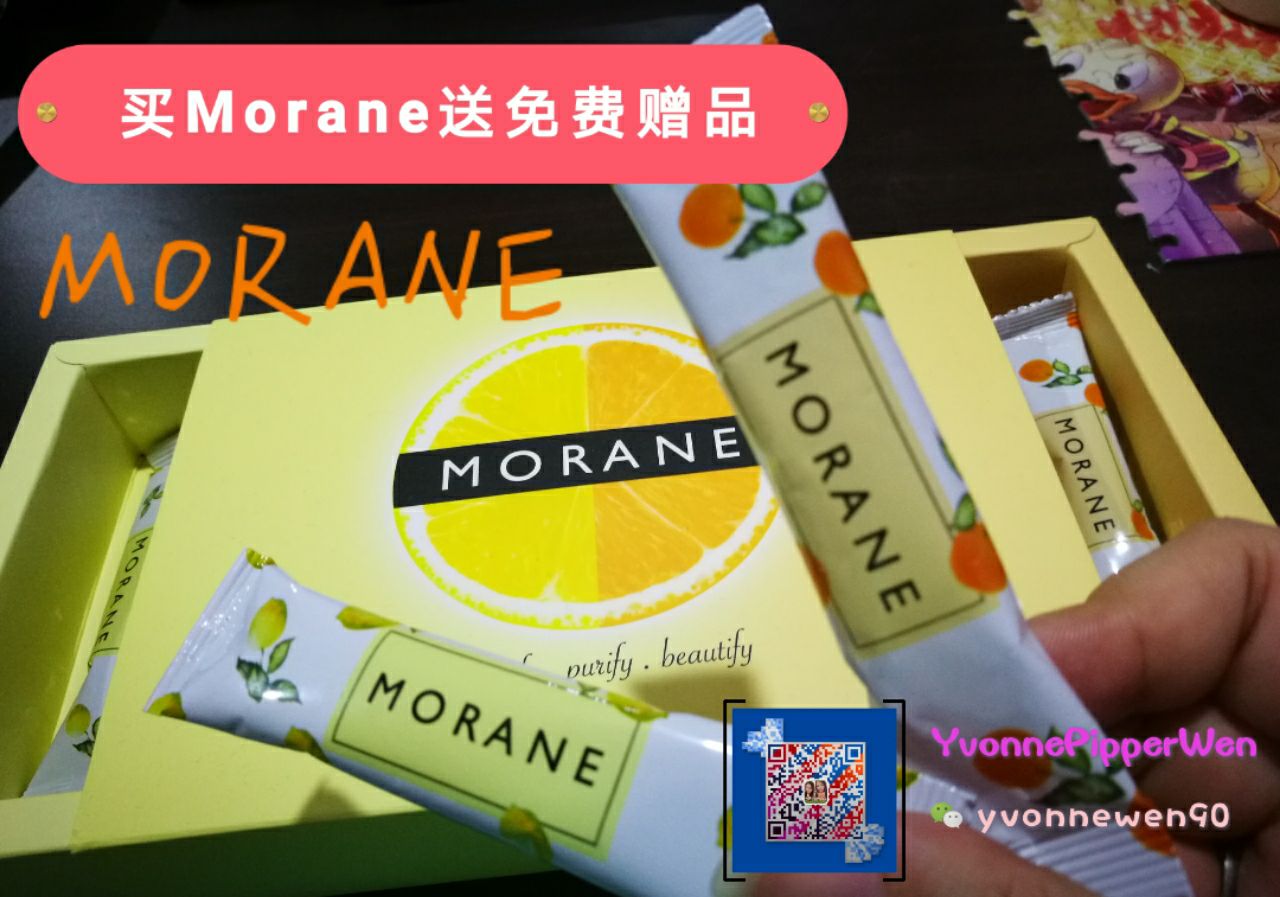 买Morane送免费赠品
MORANE
MORANE
MORANE
MORANE
MORANE
purify . beautify
MORANE
YvonnePipperWen
yvonnewen90